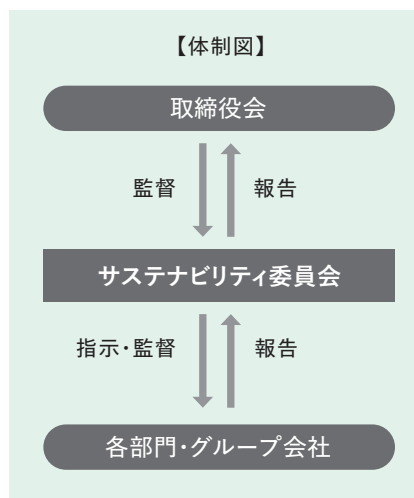 【体制図】
取締役会
監督 報告
サステナビリティ委員会
指示・監督 報告
各部門・グループ会社